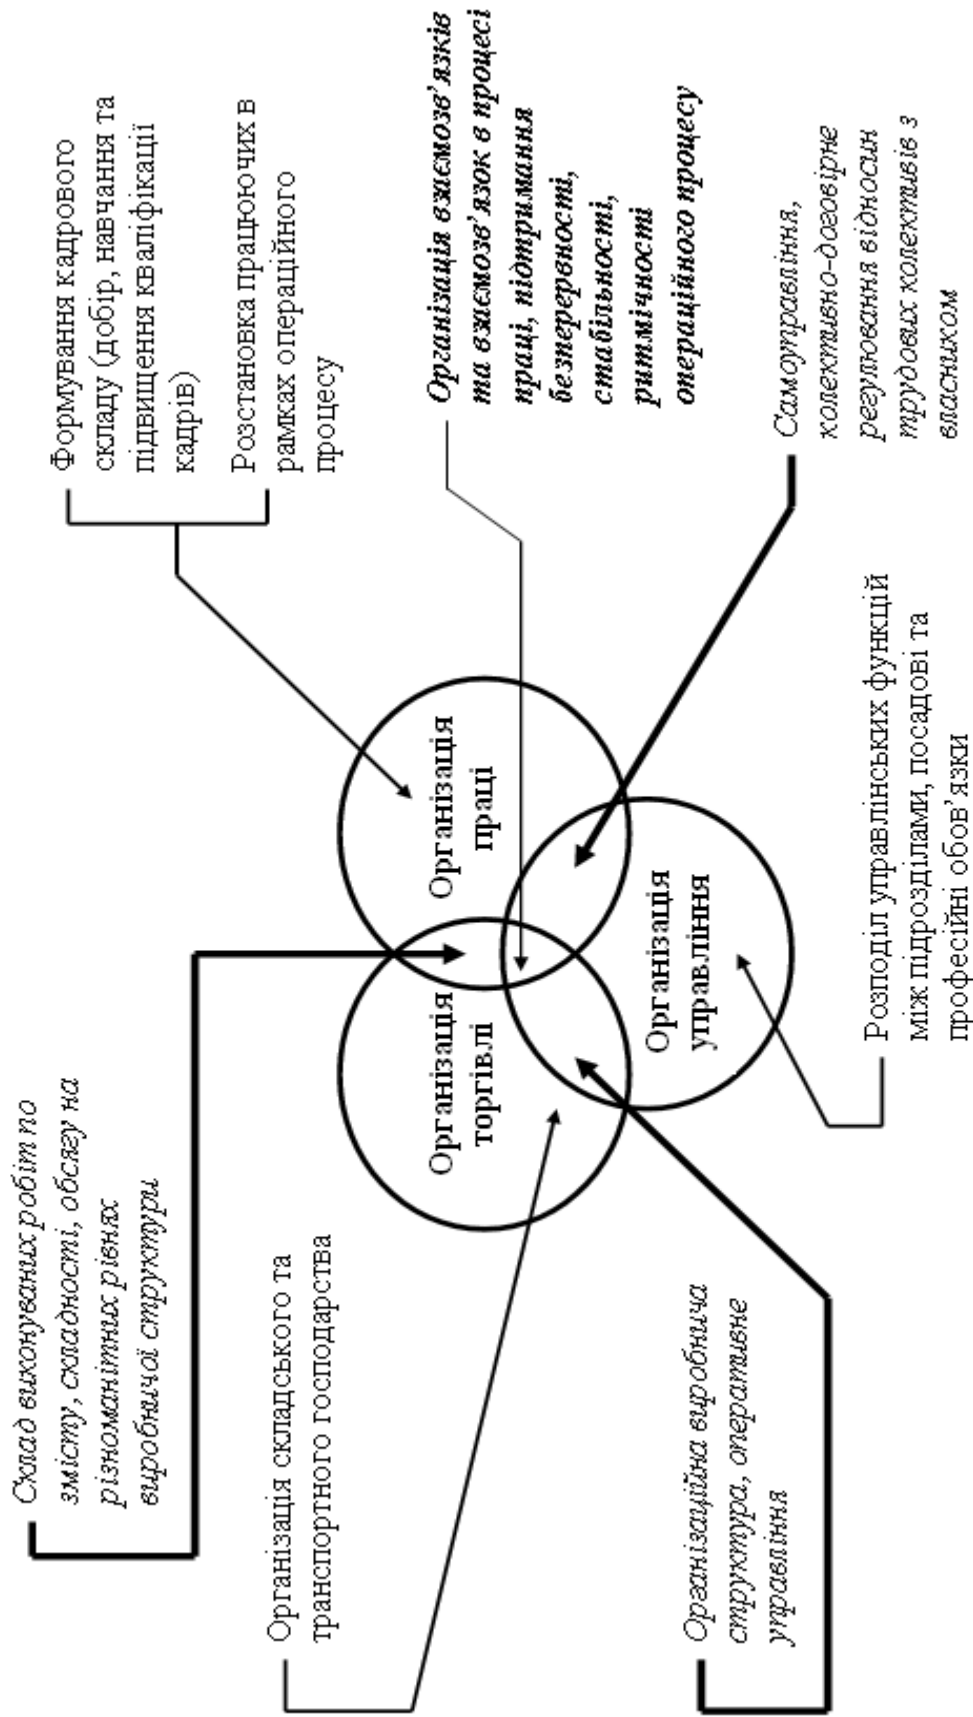 Склад виконуваних робіт по
змісту, складності, обсягу на
різноманітних рівнях
виробничої структури
Формування кадрового
складу (добір, навчання та
підвищення кваліфікації
кадрів)
Розстановка працюючих в
рамках операційного
процесу
Організація складського та
транспортного господарства
Організація
торгівлі
Організація
праці
Організація взаємозв’язків
та взаємозв’язок в процесі
праці, підтримання
безперервності,
стабільності,
ритмічності
операційного процесу
Організація
управління
Організаційна виробнича
структура, оперативне
управління
Самоуправління,
колективно-договірне
регулювання відносин
трудових колективів з
власником
Розподіл управлінських функцій
між підрозділами, посадові та
професійні обов’язки